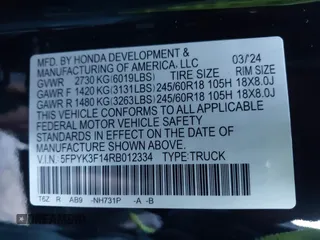 MFD. BY HONDA DEVELOPMENT &
MANUFACTURING OF AMERICA, LLC 03/24
GVWR 2730 KG (6019LBS) RIM SIZE
GAWR F 1420 KG (3131LBS) 245/60R18 105H 18X8.0J
GAWR R 1480 KG (3263LBS) 245/60R18 105H 18X8.0J
THIS VEHICLE CONFORMS TO ALL APPLICABLE
FEDERAL MOTOR VEHICLE SAFETY
STANDARDS IN EFFECT ON THE DATE OF
MANUFACTURE SHOWN ABOVE.
V.I.N. 5FPYK3F14RB012334 TYPE:TRUCK
T6Z R AB9 -NH731P -A -B